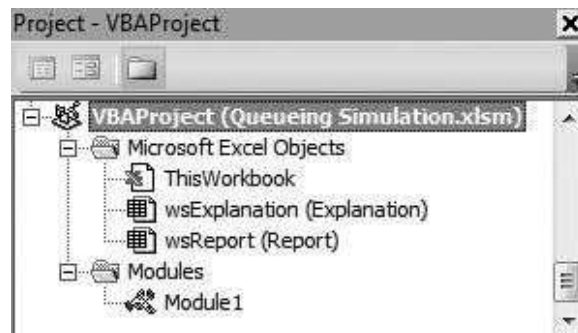 Project - VBAProject
VBAProject (Queueing Simulation.xlsm)
Microsoft Excel Objects
ThisWorkbook
wsExplanation (Explanation)
wsReport (Report)
Modules
Module1